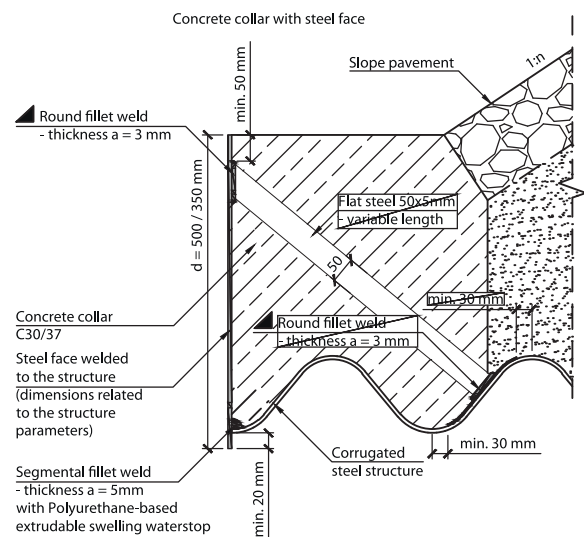 Concrete collar with steel face
min. 50 mm
Slope pavement
1:n
Round fillet weld
- thickness a = 3 mm
d = 500 / 350 mm
Flat steel 50x5mm
- variable length
50
min. 30 mm
Concrete collar
C30/37
Round fillet weld
- thickness a = 3 mm
Steel face welded
to the structure
(dimensions related
to the structure
parameters)
Corrugated
steel structure
min. 30 mm
Segmental fillet weld
- thickness a = 5mm
with Polyurethane-based
extrudable swelling waterstop
min. 20 mm